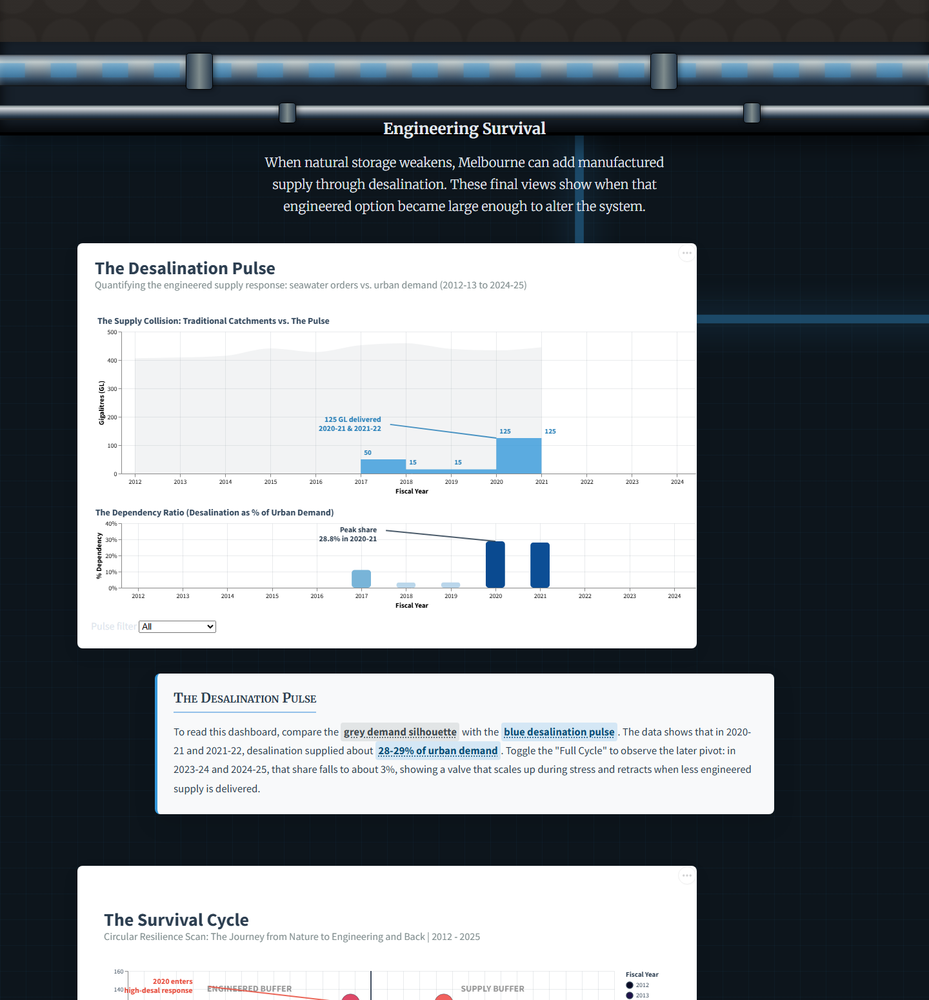 Engineering Survival
When natural storage weakens, Melbourne can add manufactured
supply through desalination. These final views show when that
engineered option became large enough to alter the system.
The Desalination Pulse
Quantifying the engineered supply response: seawater orders vs. urban demand (2012-13 to 2024-25)
The Supply Collision: Traditional Catchments vs. The Pulse
Gigalitres (GL)
500
400
300
200
100
0
125 GL delivered
2020-21 & 2021-22
50
15
15
125
125
2012 2013 2014 2015 2016 2017 2018 2019 2020 2021 2022 2023 2024
Fiscal Year
The Dependency Ratio (Desalination as % of Urban Demand)
% Dependency
40%
30%
20%
10%
0%
Peak share
28.8% in 2020-21
2012 2013 2014 2015 2016 2017 2018 2019 2020 2021 2022 2023 2024
Fiscal Year
Pulse filter All
The Desalination Pulse
To read this dashboard, compare the grey demand silhouette with the blue desalination pulse. The data shows that in 2020-
21 and 2021-22, desalination supplied about 28-29% of urban demand. Toggle the "Full Cycle" to observe the later pivot: in
2023-24 and 2024-25, that share falls to about 3%, showing a valve that scales up during stress and retracts when less engineered
supply is delivered.
The Survival Cycle
Circular Resilience Scan: The Journey from Nature to Engineering and Back | 2012 - 2025
160
140
2020 enters
high-desal response
ENGINEERED BUFFER
SUPPLY BUFFER
Fiscal Year
2012
2013